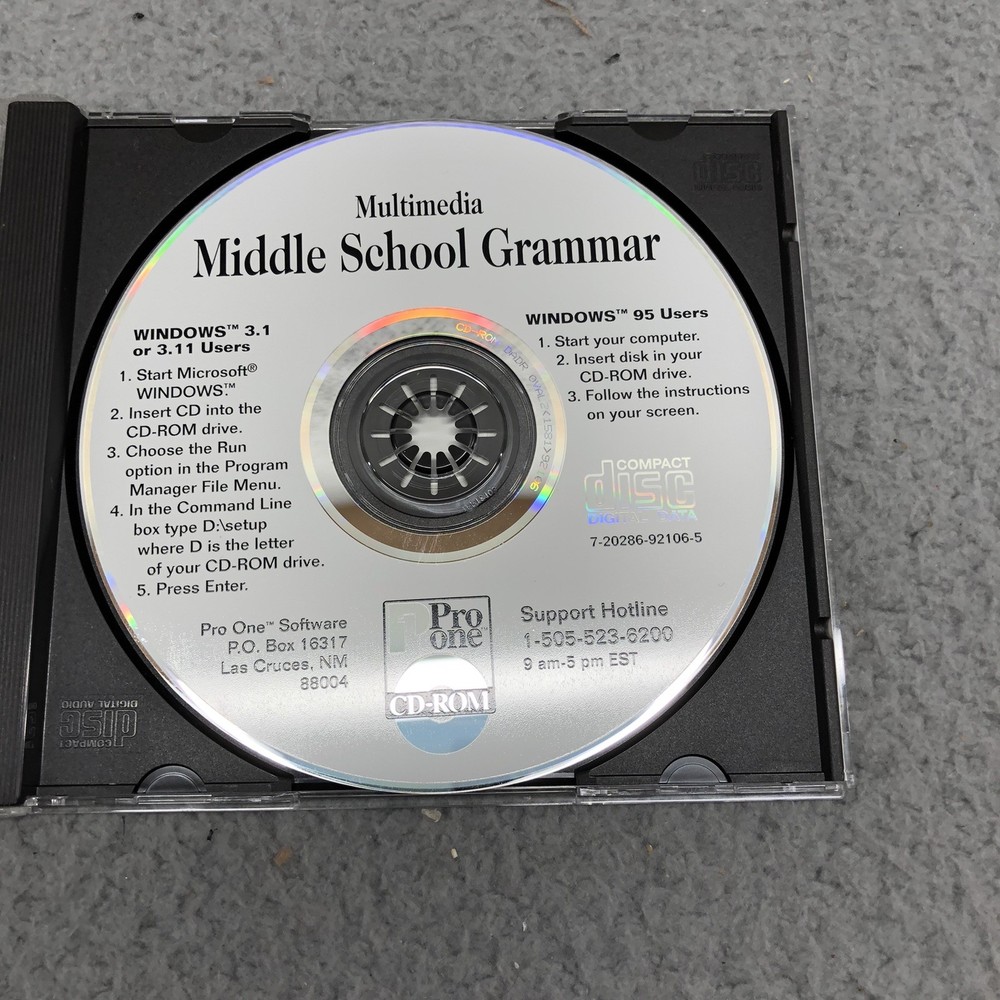 Multimedia
Middle School Grammar
WINDOWS™ 3.1
or 3.11 Users
1. Start Microsoft®
WINDOWS™.
2. Insert CD into the
CD-ROM drive.
3. Choose the Run
option in the Program
Manager File Menu.
4. In the Command Line
box type D:\setup
where D is the letter
of your CD-ROM drive.
5. Press Enter.
WINDOWS™ 95 Users
1. Start your computer.
2. Insert disk in your
CD-ROM drive.
3. Follow the instructions
on your screen.
COMPACT
disc
DIGITAL DATA
7-20286-92106-5
Pro One™ Software
P.O. Box 16317
Las Cruces, NM
88004
Pro
one™
CD-ROM
Support Hotline
1-505-523-6200
9 am-5 pm EST
CD-ROM
COMPACT
disc
DIGITAL AUDIO